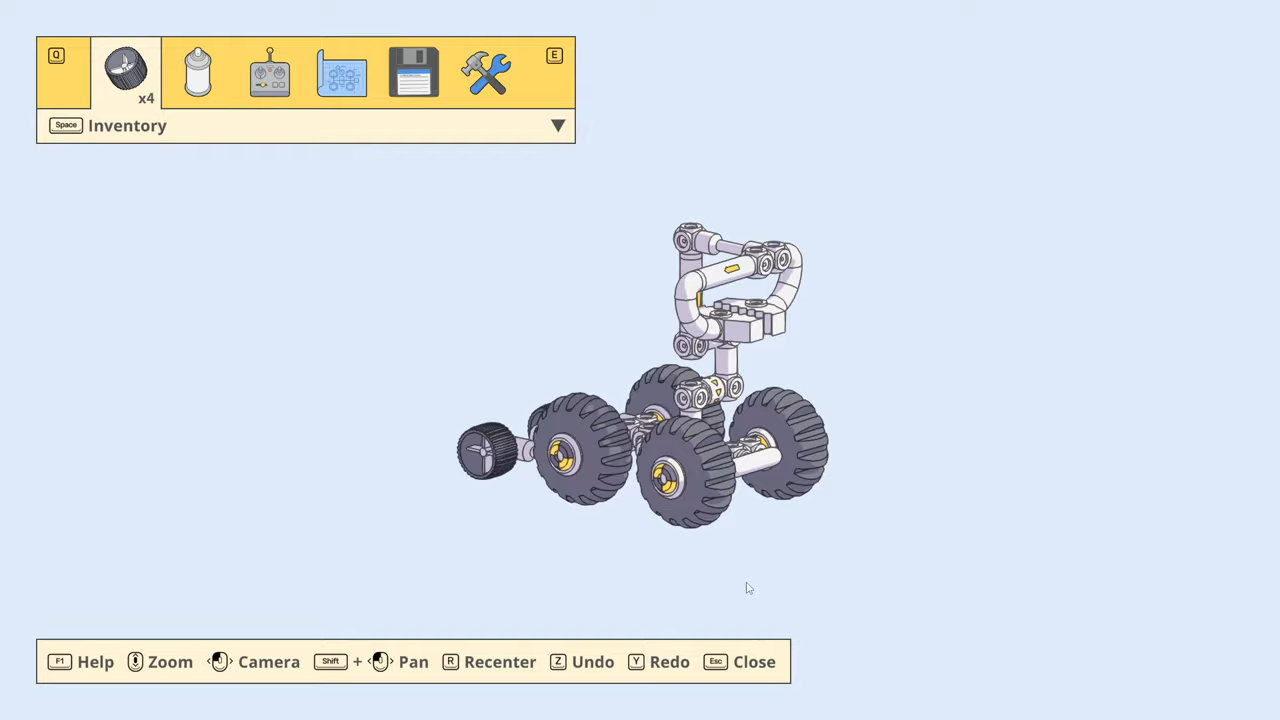 Q
E
x4
Space Inventory
F1 Help Zoom Camera Shift + Pan R Recenter Z Undo Y Redo Esc Close